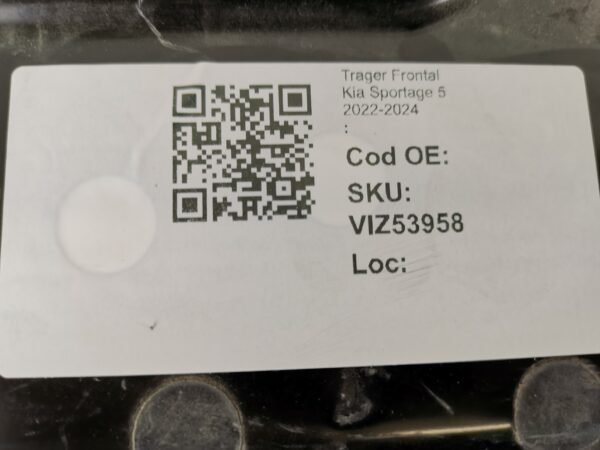 Trager Frontal
Kia Sportage 5
2022-2024
:
Cod OE:
SKU:
VIZ53958
Loc: